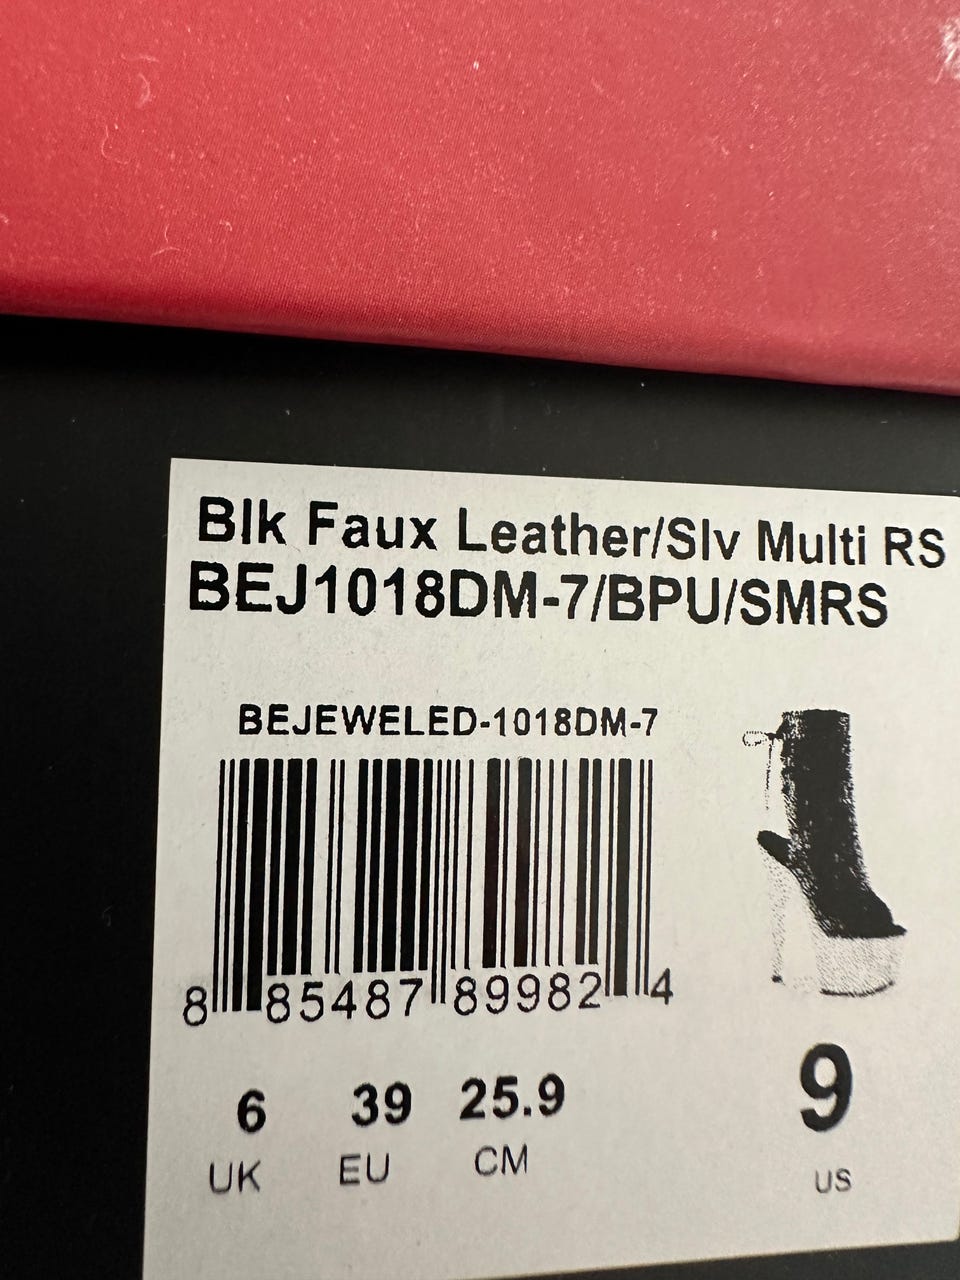 Blk Faux Leather/Slv Multi RS
BEJ1018DM-7/BPU/SMRS
BEJEWELED-1018DM-7
8 85487 89982 4
6 39 25.9 9
UK EU CM US